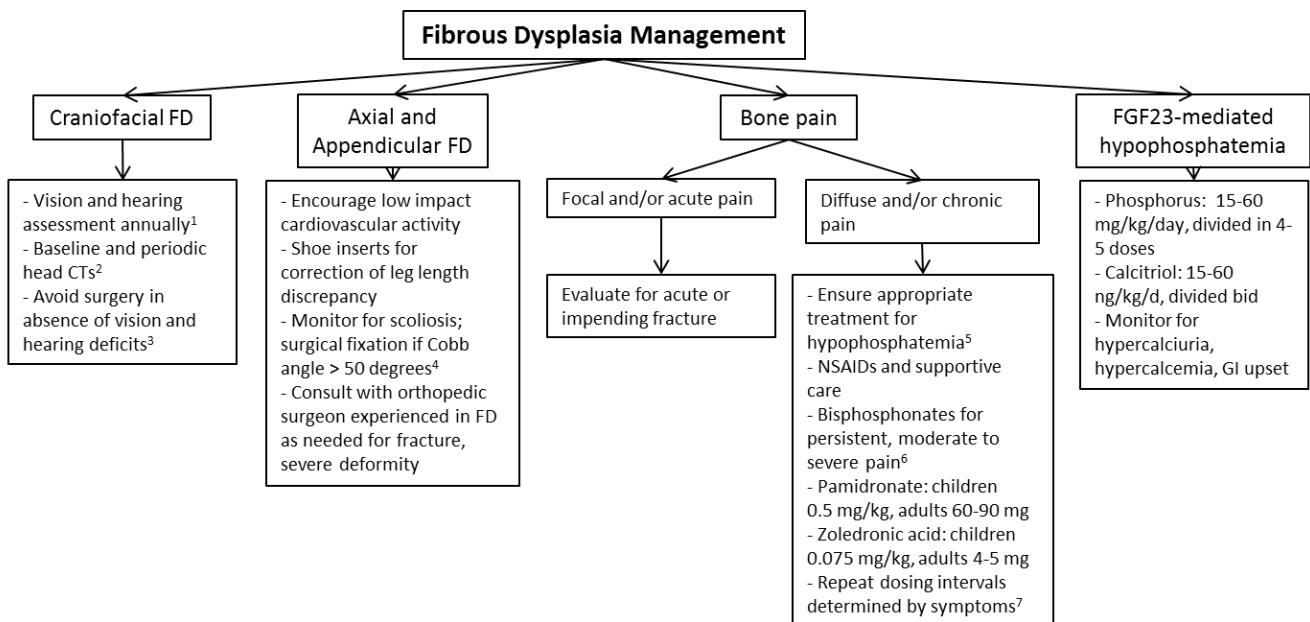 Fibrous Dysplasia Management
Craniofacial FD
- Vision and hearing
assessment annually¹
- Baseline and periodic
head CTs²
- Avoid surgery in
absence of vision and
hearing deficits³
Axial and
Appendicular FD
- Encourage low impact
cardiovascular activity
- Shoe inserts for
correction of leg length
discrepancy
- Monitor for scoliosis;
surgical fixation if Cobb
angle > 50 degrees⁴
- Consult with orthopedic
surgeon experienced in FD
as needed for fracture,
severe deformity
Bone pain
Focal and/or acute pain
Evaluate for acute or
impending fracture
Diffuse and/or chronic
pain
- Ensure appropriate
treatment for
hypophosphatemia⁵
- NSAIDs and supportive
care
- Bisphosphonates for
persistent, moderate to
severe pain⁶
- Pamidronate: children
0.5 mg/kg, adults 60-90 mg
- Zoledronic acid: children
0.075 mg/kg, adults 4-5 mg
- Repeat dosing intervals
determined by symptoms⁷
FGF23-mediated
hypophosphatemia
- Phosphorus: 15-60
mg/kg/day, divided in 4-
5 doses
- Calcitriol: 15-60
ng/kg/d, divided bid
- Monitor for
hypercalciuria,
hypercalcemia, GI upset